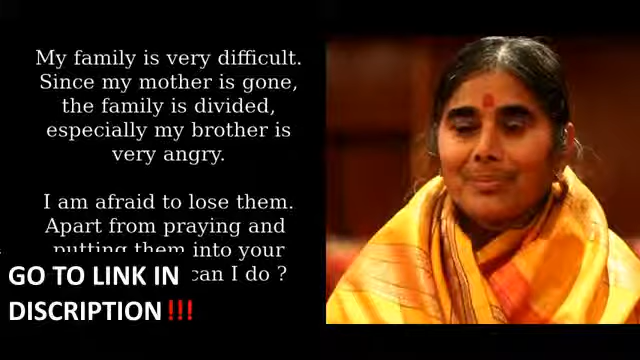 My family is very difficult.
Since my mother is gone,
the family is divided,
especially my brother is
very angry.
I am afraid to lose them.
Apart from praying and
putting them into your
can I do ?
GO TO LINK IN
DISCRIPTION !!!